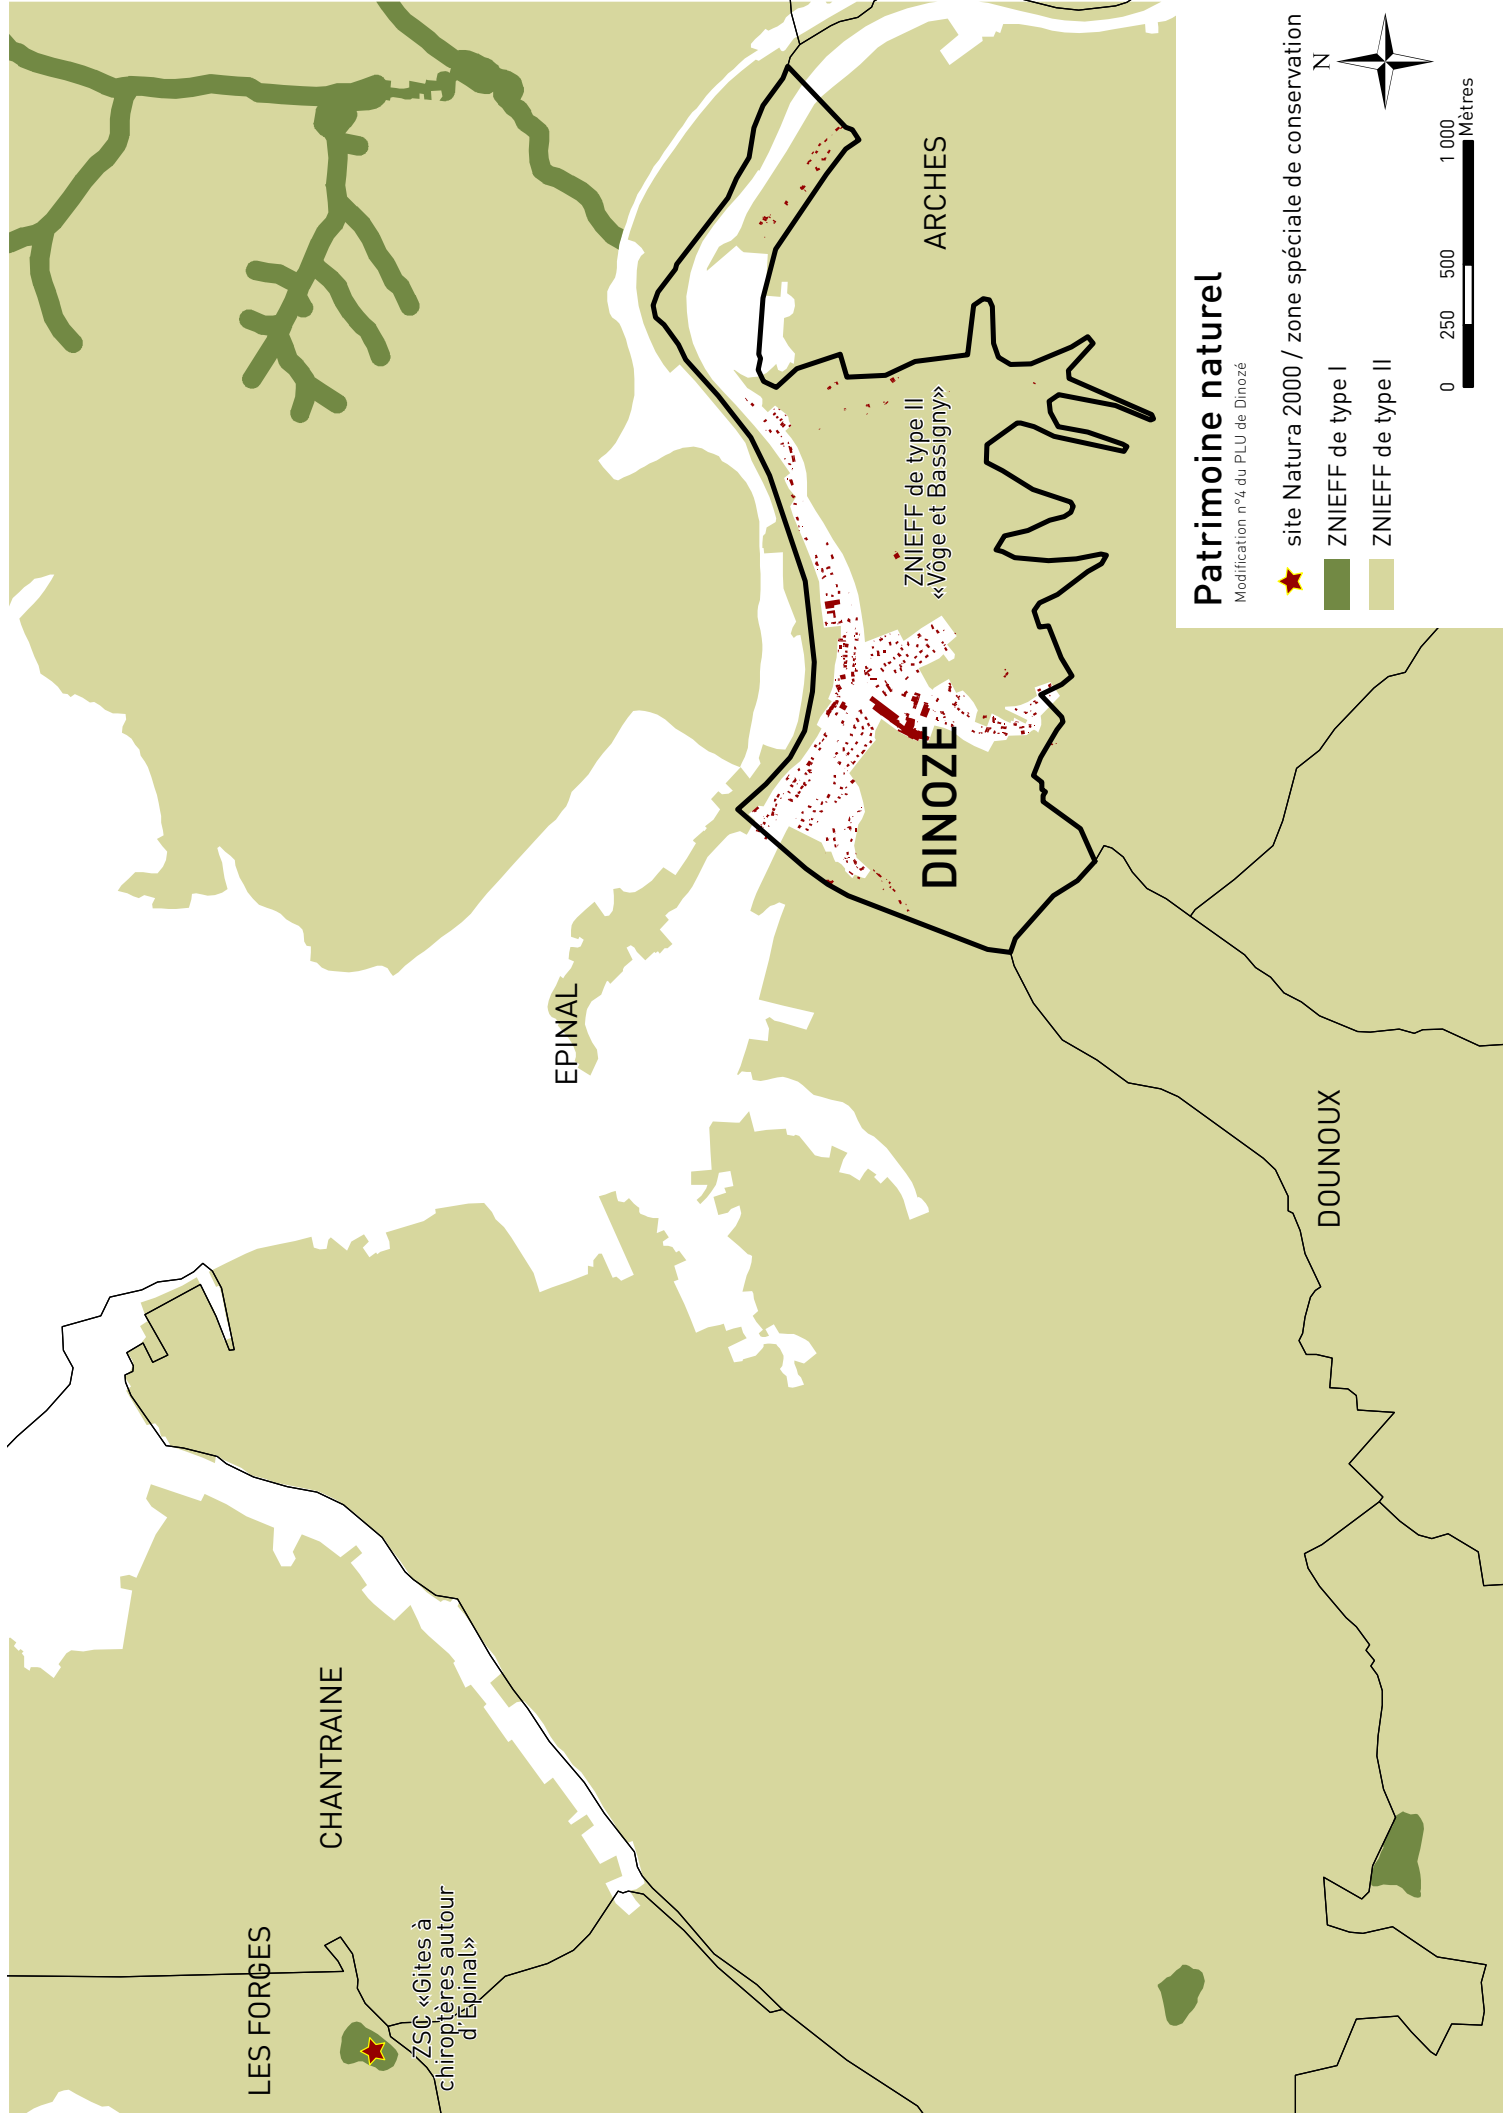 LES FORGES
ZSC «Gites à
chiroptères autour
d'Epinal»
CHANTRAINE
EPINAL
DINOZE
ZNIEFF de type II
«Vôge et Bassigny»
ARCHES
DOUNOUX
Patrimoine naturel
Modification n°4 du PLU de Dinozé
site Natura 2000 / zone spéciale de conservation
ZNIEFF de type I
ZNIEFF de type II
N
0 250 500 1 000
Mètres